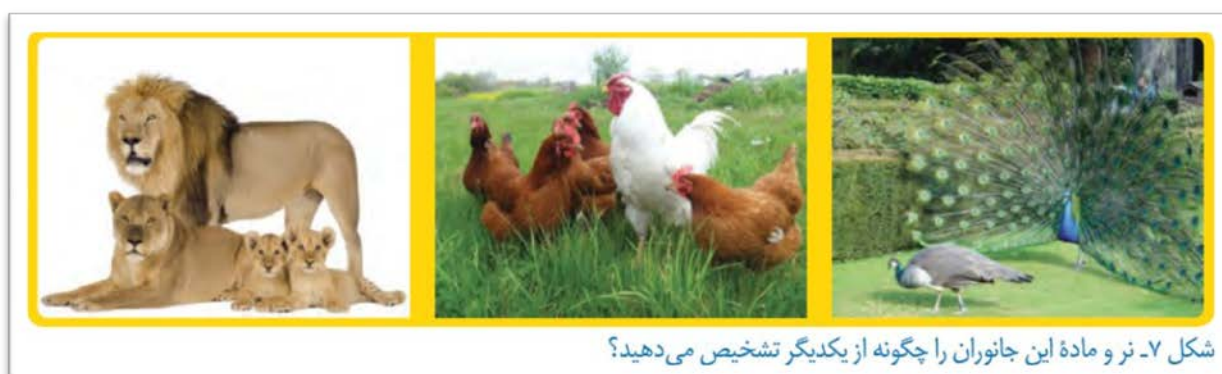 شکل ۷ـ نر و مادهٔ این جانوران را چگونه از یکدیگر تشخیص می‌دهید؟